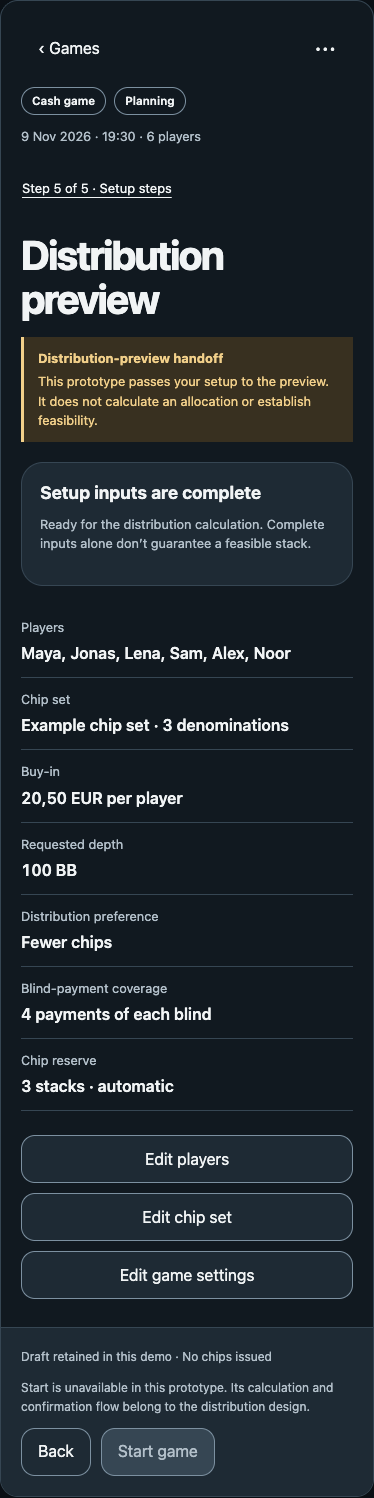 ‹ Games
Cash game
Planning
9 Nov 2026 · 19:30 · 6 players
Step 5 of 5 · Setup steps
Distribution
preview
Distribution-preview handoff
This prototype passes your setup to the preview.
It does not calculate an allocation or establish
feasibility.
Setup inputs are complete
Ready for the distribution calculation. Complete
inputs alone don’t guarantee a feasible stack.
Players
Maya, Jonas, Lena, Sam, Alex, Noor
Chip set
Example chip set · 3 denominations
Buy-in
20,50 EUR per player
Requested depth
100 BB
Distribution preference
Fewer chips
Blind-payment coverage
4 payments of each blind
Chip reserve
3 stacks · automatic
Edit players
Edit chip set
Edit game settings
Draft retained in this demo · No chips issued
Start is unavailable in this prototype. Its calculation and
confirmation flow belong to the distribution design.
Back
Start game